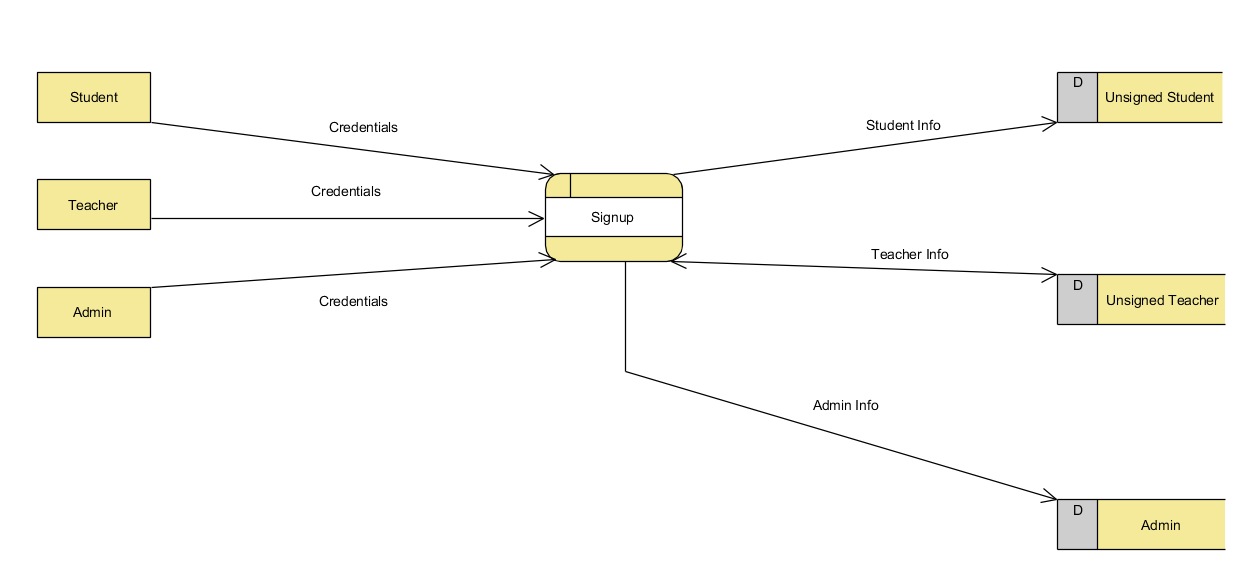 Student
Credentials
D
Unsigned Student
Student Info
Teacher
Credentials
Signup
Teacher Info
D
Unsigned Teacher
Admin
Credentials
Admin Info
D
Admin